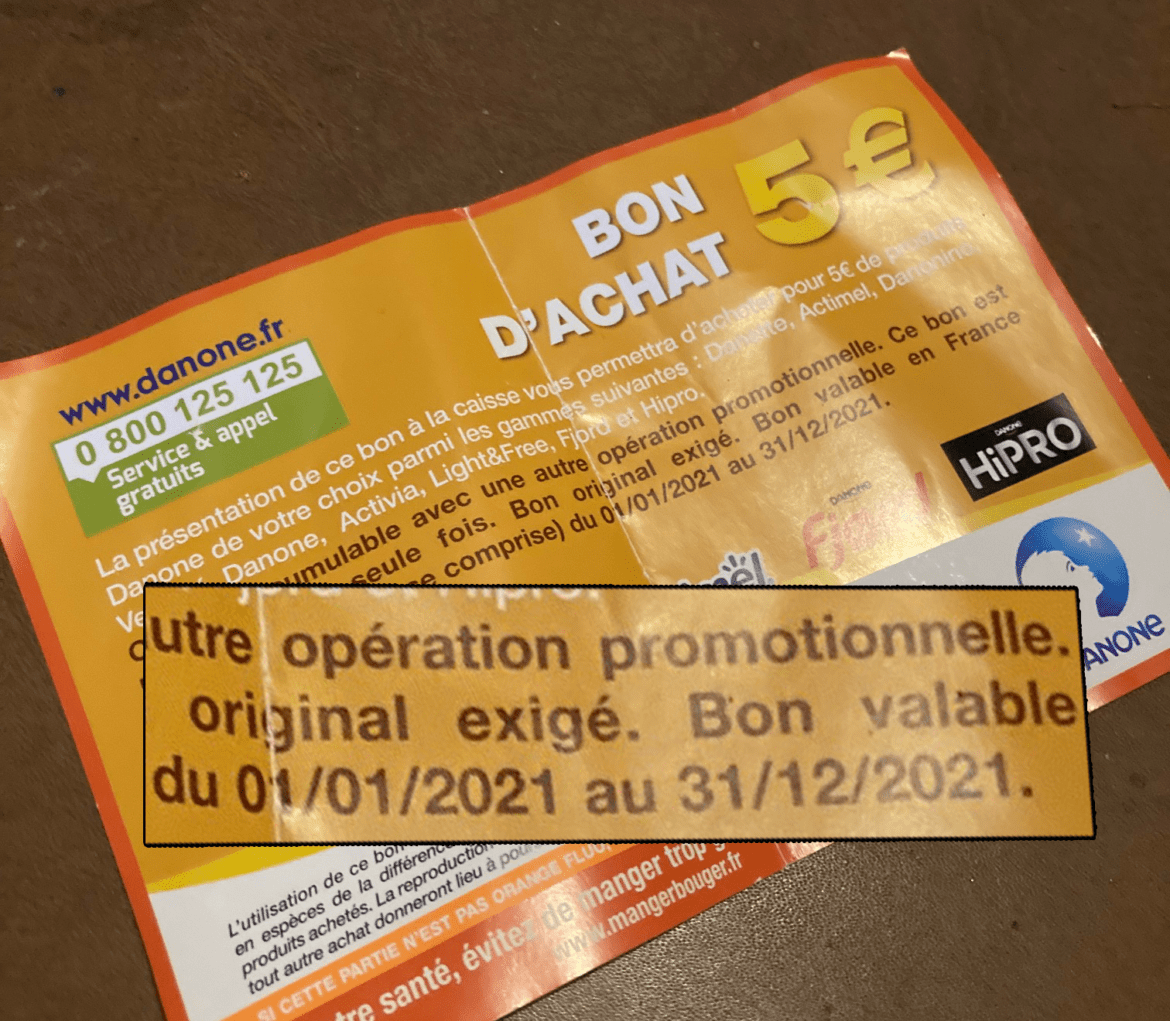 BON
D'ACHAT
5€
www.danone.fr
0 800 125 125
Service & appel
gratuits
La présentation de ce bon à la caisse vous permettra d'acheter pour 5€ de produits
Danone de votre choix parmi les gammes suivantes : Danette, Actimel, Danonino,
Danone, Activia, Light&Free, Fjord et Hipro.
cumulable avec une autre opération promotionnelle. Ce bon est
seule fois. Bon original exigé. Bon valable en France
comprise) du 01/01/2021 au 31/12/2021.
DANONE
HiPRO
DANONE
Fjord
DANONE
utre opération promotionnelle.
original exigé. Bon valable
du 01/01/2021 au 31/12/2021.
L'utilisation de ce bon
en espèces de la différence
produits achetés. La reproduction
tout autre achat donneront lieu à
SI CETTE PARTIE N'EST PAS ORANGE FLUO,
santé, évitez de manger trop
www.mangerbouger.fr